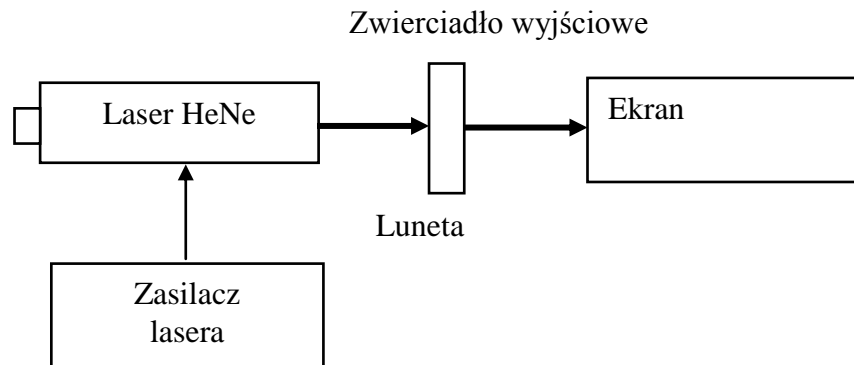 Zwierciadło wyjściowe
Laser HeNe
Ekran
Luneta
Zasilacz
lasera